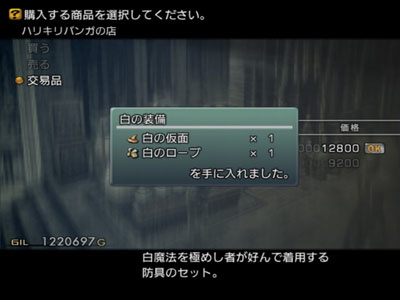 購入する商品を選択してください。
ハリキリバンガの店
買う
売る
交易品
価格
白の装備
白の仮面 × 1
白のローブ × 1
を手に入れました。
12800 OK
9200
GIL 1220697 G
白魔法を極めし者が好んで着用する
防具のセット。